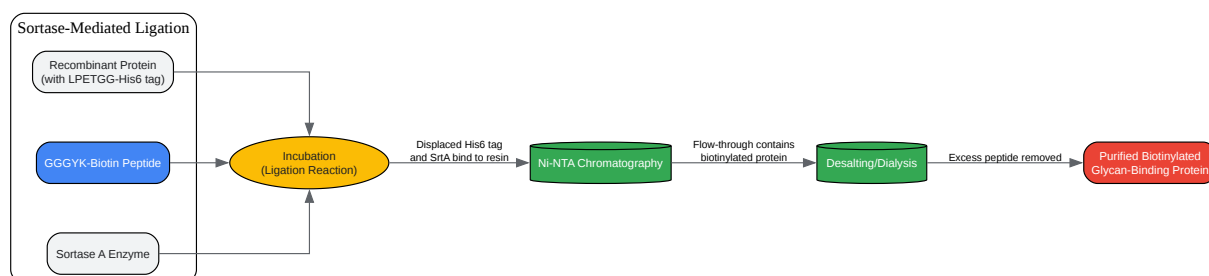 Sortase-Mediated Ligation
Recombinant Protein
(with LPETGG-His6 tag)
GGGYK-Biotin Peptide
Sortase A Enzyme
Incubation
(Ligation Reaction)
Displaced His6 tag
and SrtA bind to resin
Ni-NTA Chromatography
Flow-through contains
biotinylated protein
Desalting/Dialysis
Excess peptide removed
Purified Biotinylated
Glycan-Binding Protein